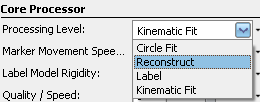 Core Processor
Processing Level: Kinematic Fit
Marker Movement Spee...
Circle Fit
Reconstruct
Label Model Rigidity:
Label
Kinematic Fit
Quality / Speed: